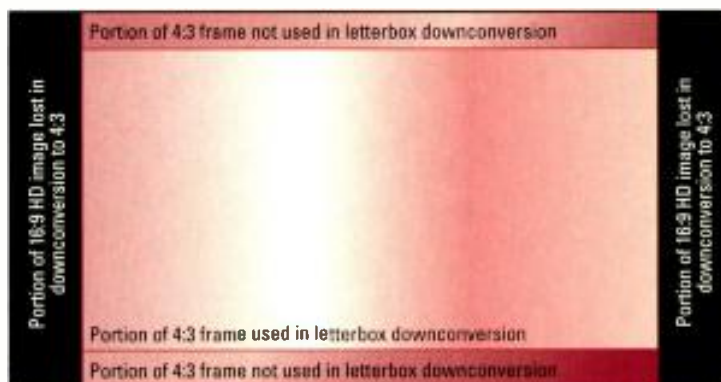 Portion of 4:3 frame not used in letterbox downconversion
Portion of 16:9 HD image lost in
downconversion to 4:3
Portion of 16:9 HD image lost in
downconversion to 4:3
Portion of 4:3 frame used in letterbox downconversion
Portion of 4:3 frame not used in letterbox downconversion